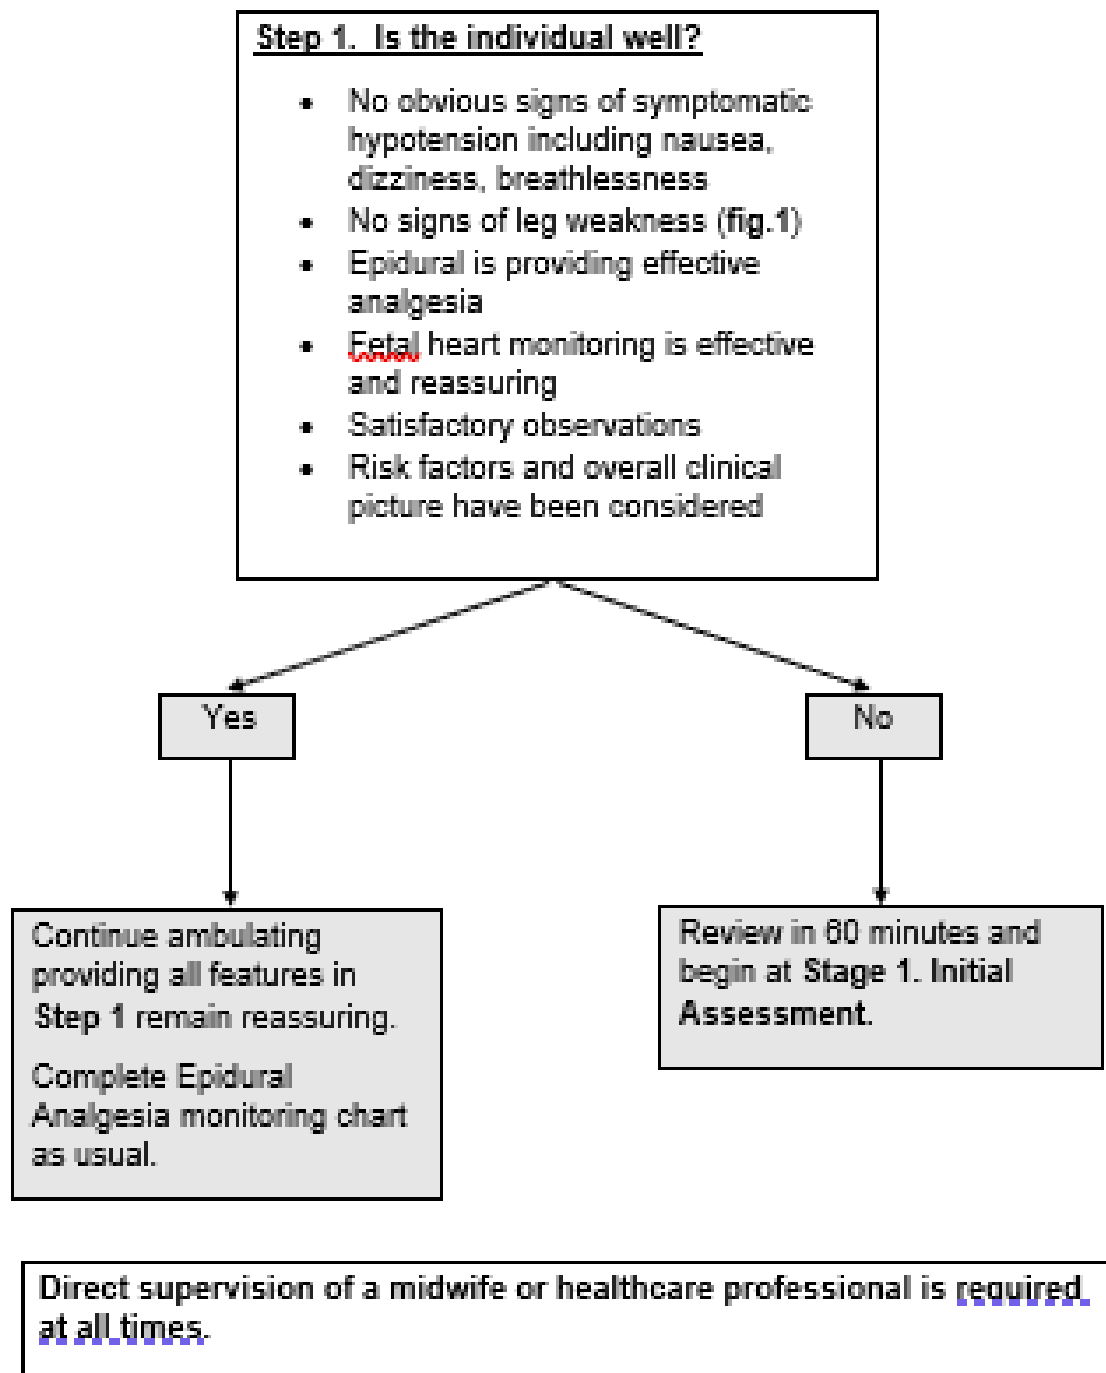 Step 1. Is the individual well?
• No obvious signs of symptomatic
hypotension including nausea,
dizziness, breathlessness
• No signs of leg weakness (fig.1)
• Epidural is providing effective
analgesia
• Fetal heart monitoring is effective
and reassuring
• Satisfactory observations
• Risk factors and overall clinical
picture have been considered
Yes
No
Continue ambulating
providing all features in
Step 1 remain reassuring.
Complete Epidural
Analgesia monitoring chart
as usual.
Review in 60 minutes and
begin at Stage 1. Initial
Assessment.
Direct supervision of a midwife or healthcare professional is required
at all times.